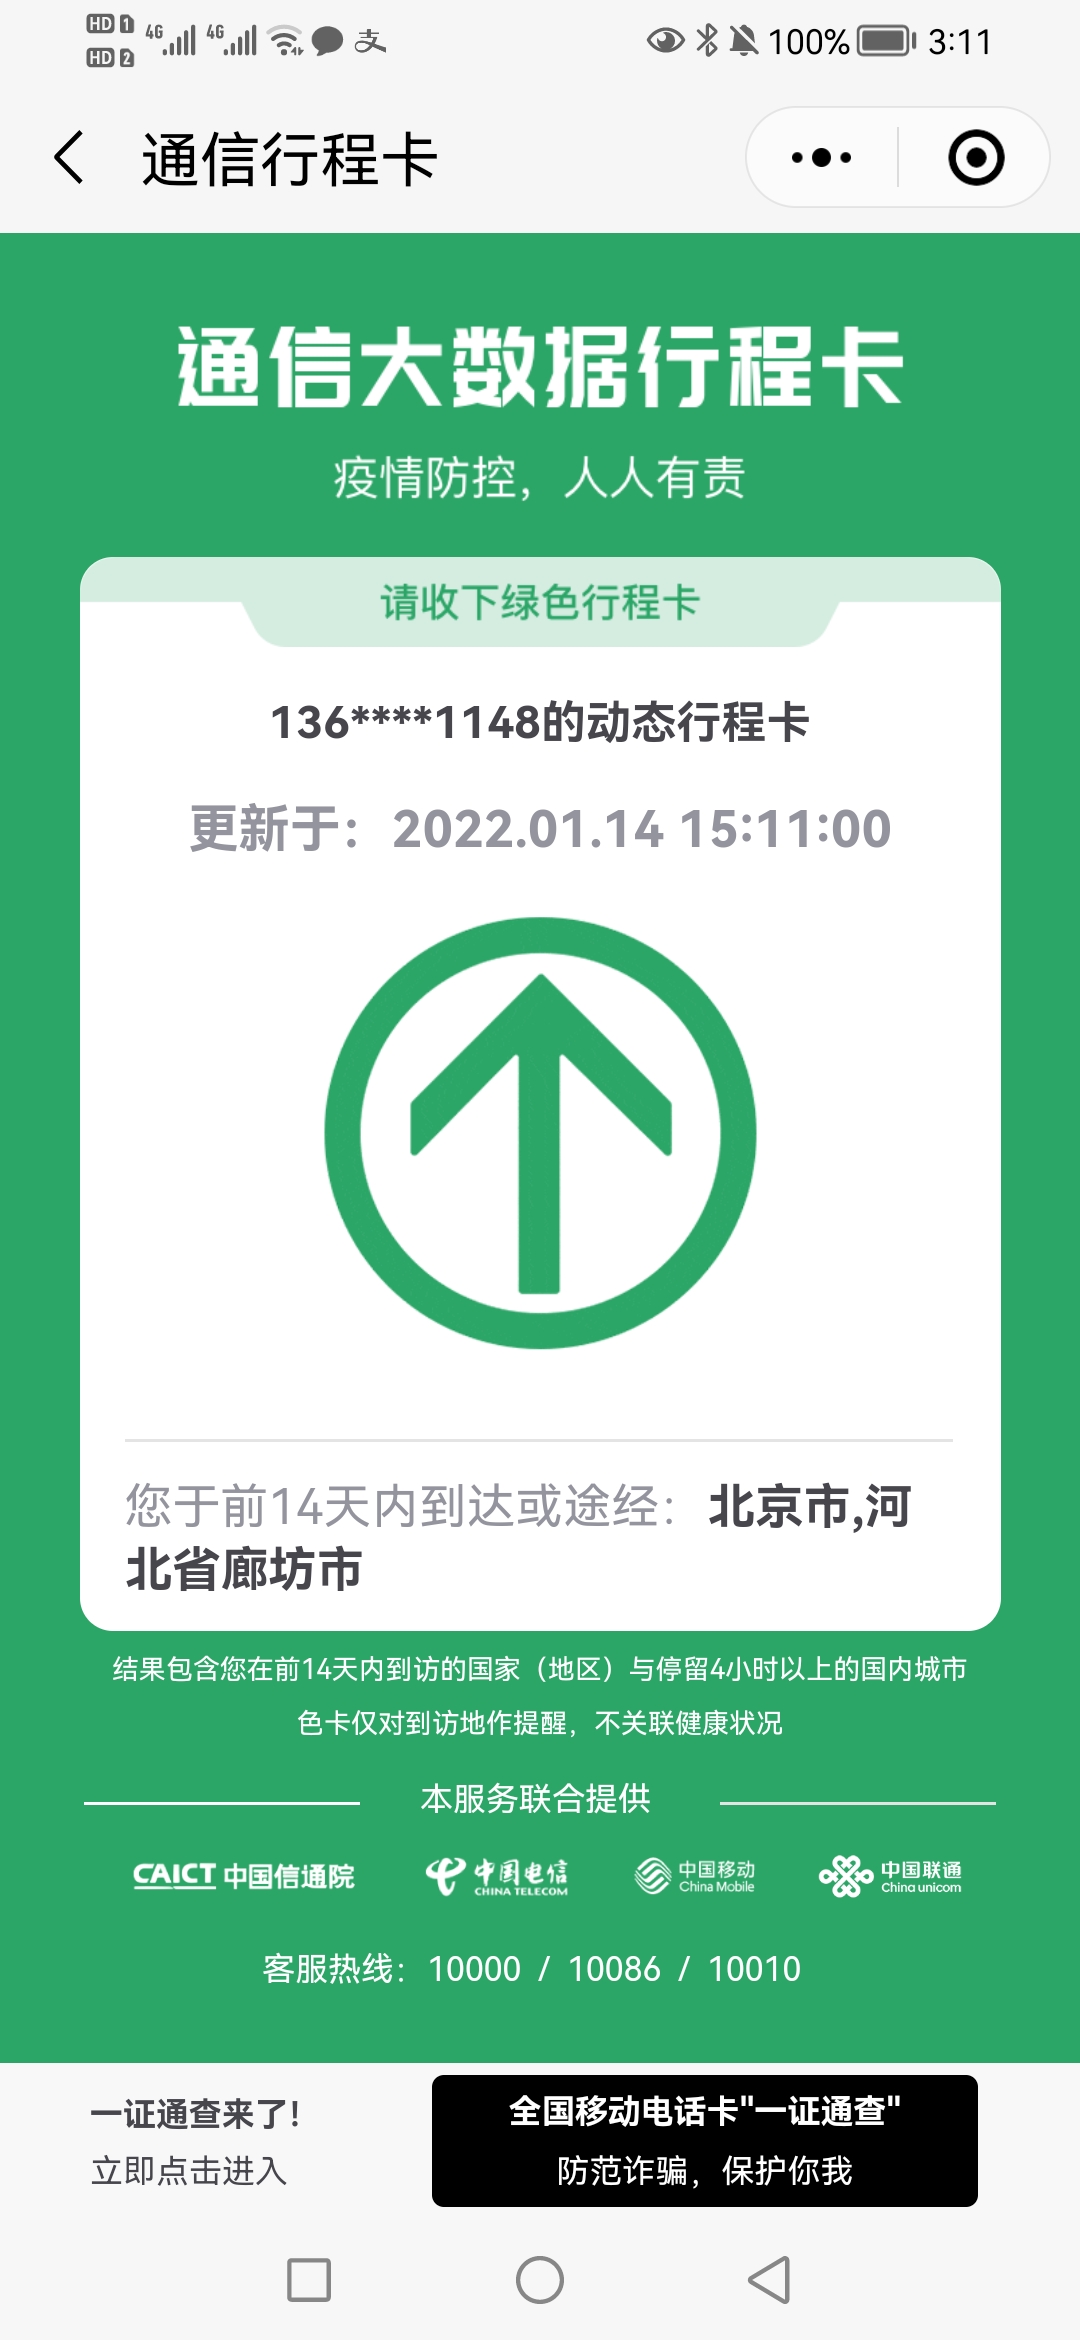 HD 1 4G 4G 支 100% 3:11
HD 2
通信行程卡
通信大数据行程卡
疫情防控，人人有责
请收下绿色行程卡
136****1148的动态行程卡
更新于：2022.01.14 15:11:00
您于前14天内到达或途经：北京市,河
北省廊坊市
结果包含您在前14天内到访的国家（地区）与停留4小时以上的国内城市
色卡仅对到访地作提醒，不关联健康状况
本服务联合提供
CAICT 中国信通院 中国电信 CHINA TELECOM 中国移动 China Mobile 中国联通 China unicom
客服热线：10000 / 10086 / 10010
一证通查来了！
立即点击进入
全国移动电话卡"一证通查"
防范诈骗，保护你我